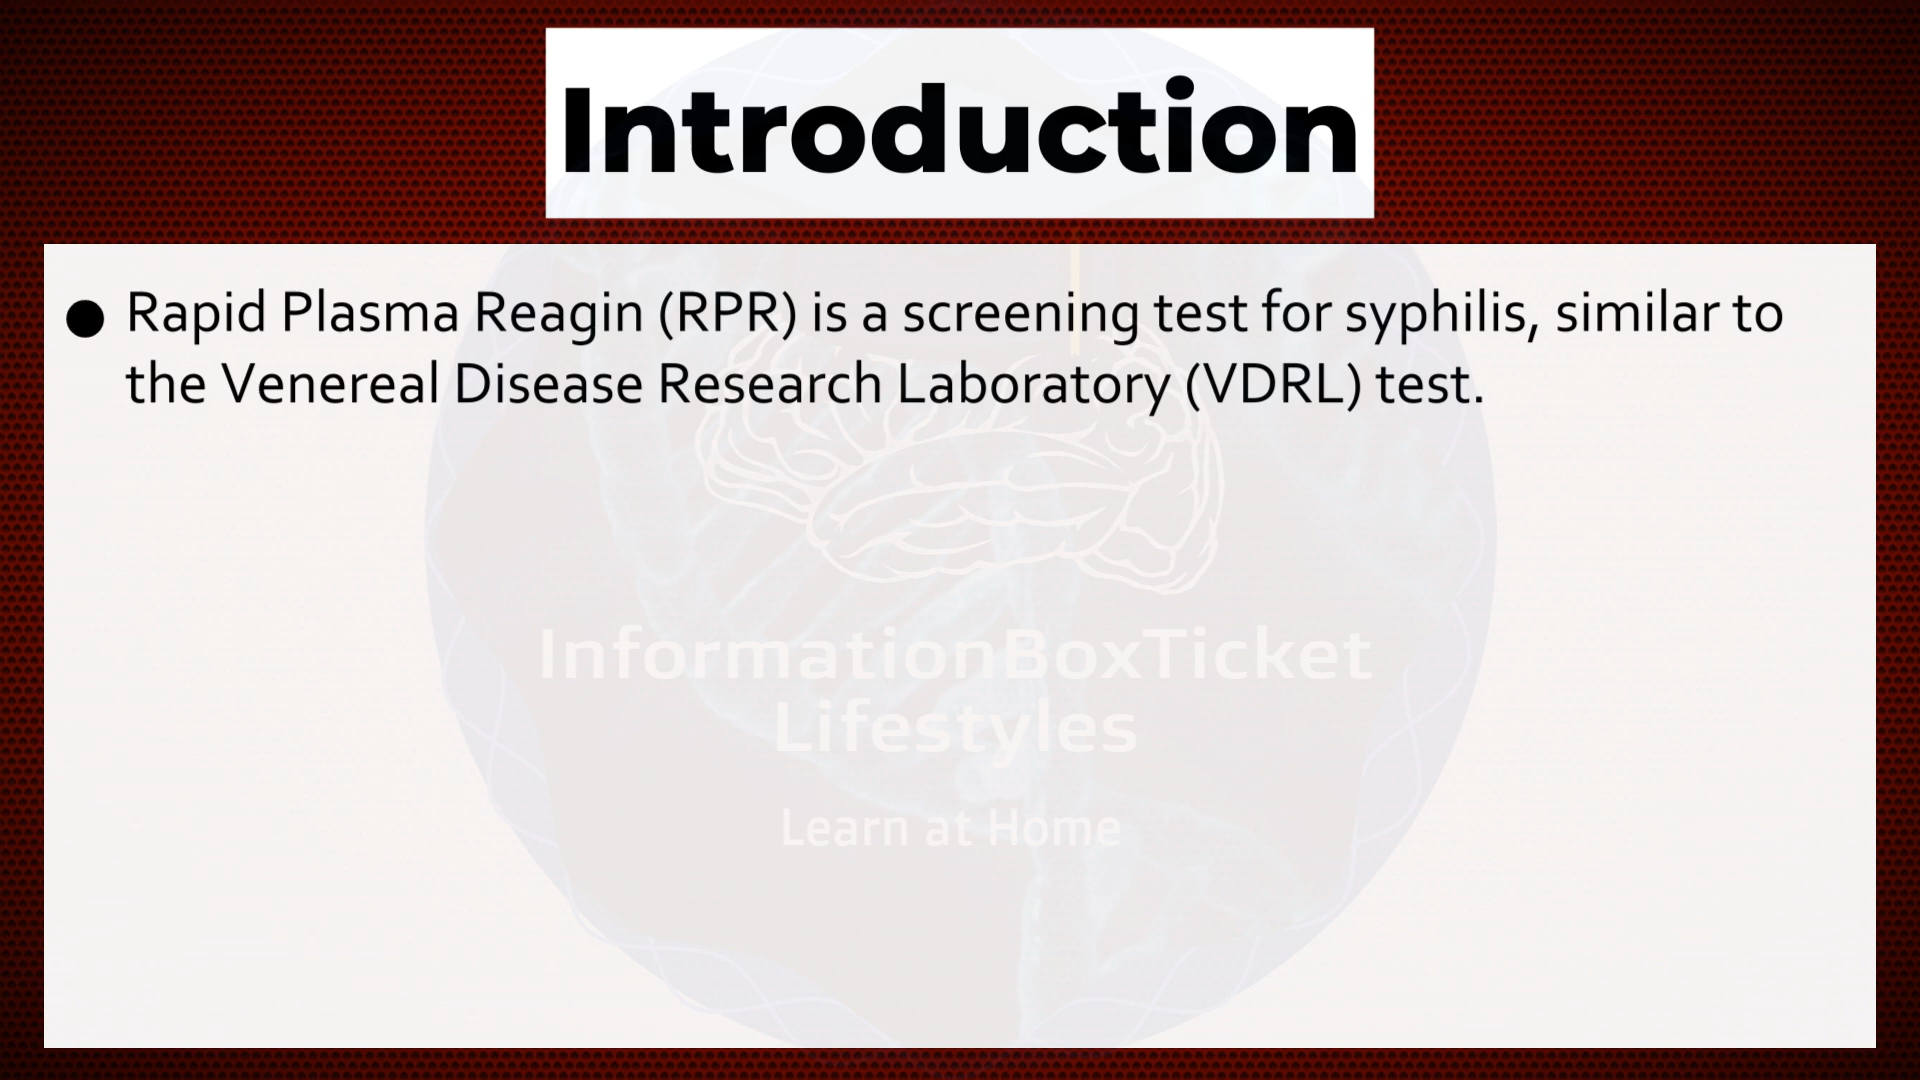 Introduction
● Rapid Plasma Reagin (RPR) is a screening test for syphilis, similar to
the Venereal Disease Research Laboratory (VDRL) test.
InformationBoxTicket
Lifestyles
Learn at Home